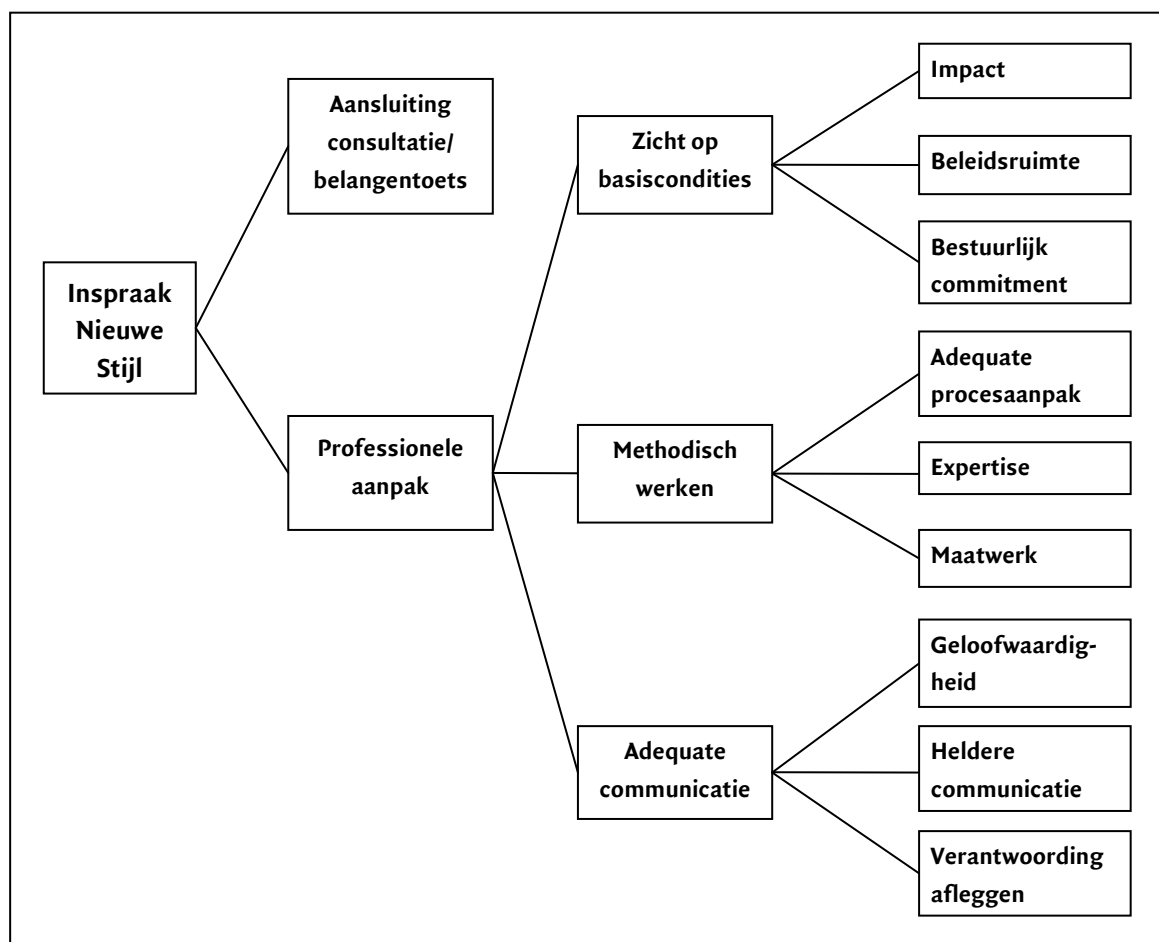 Inspraak
Nieuwe
Stijl
Aansluiting
consultatie/
belangentoets
Professionele
aanpak
Zicht op
basiscondities
Methodisch
werken
Adequate
communicatie
Impact
Beleidsruimte
Bestuurlijk
commitment
Adequate
procesaanpak
Expertise
Maatwerk
Geloofwaardig-
heid
Heldere
communicatie
Verantwoording
afleggen